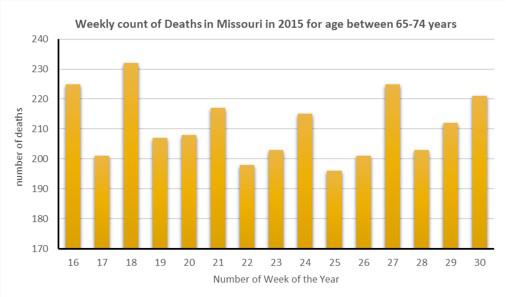 Weekly count of Deaths in Missouri in 2015 for age between 65-74 years
240
230
220
210
200
190
180
170
number of deaths
16 17 18 19 20 21 22 23 24 25 26 27 28 29 30
Number of Week of the Year